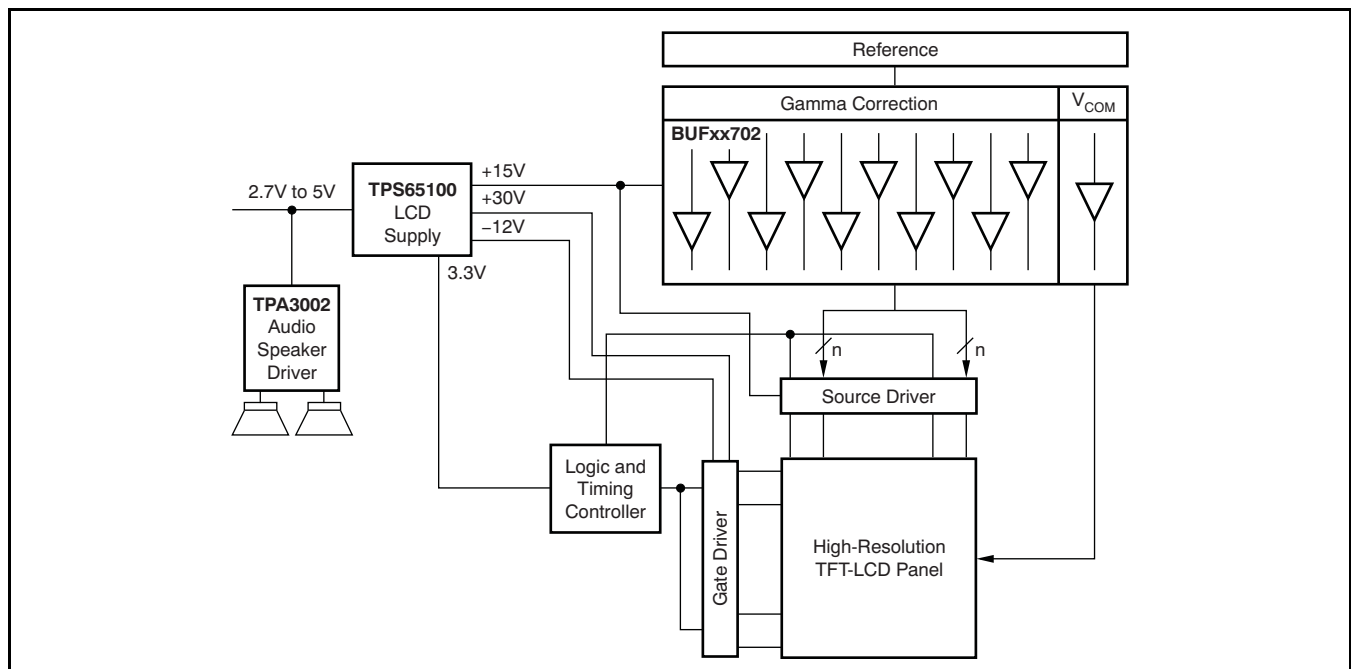 Reference
Gamma Correction
VCOM
BUFxx702
2.7V to 5V
TPS65100
LCD
Supply
+15V
+30V
−12V
3.3V
TPA3002
Audio
Speaker
Driver
n
n
Source Driver
Logic and
Timing
Controller
Gate Driver
High-Resolution
TFT-LCD Panel